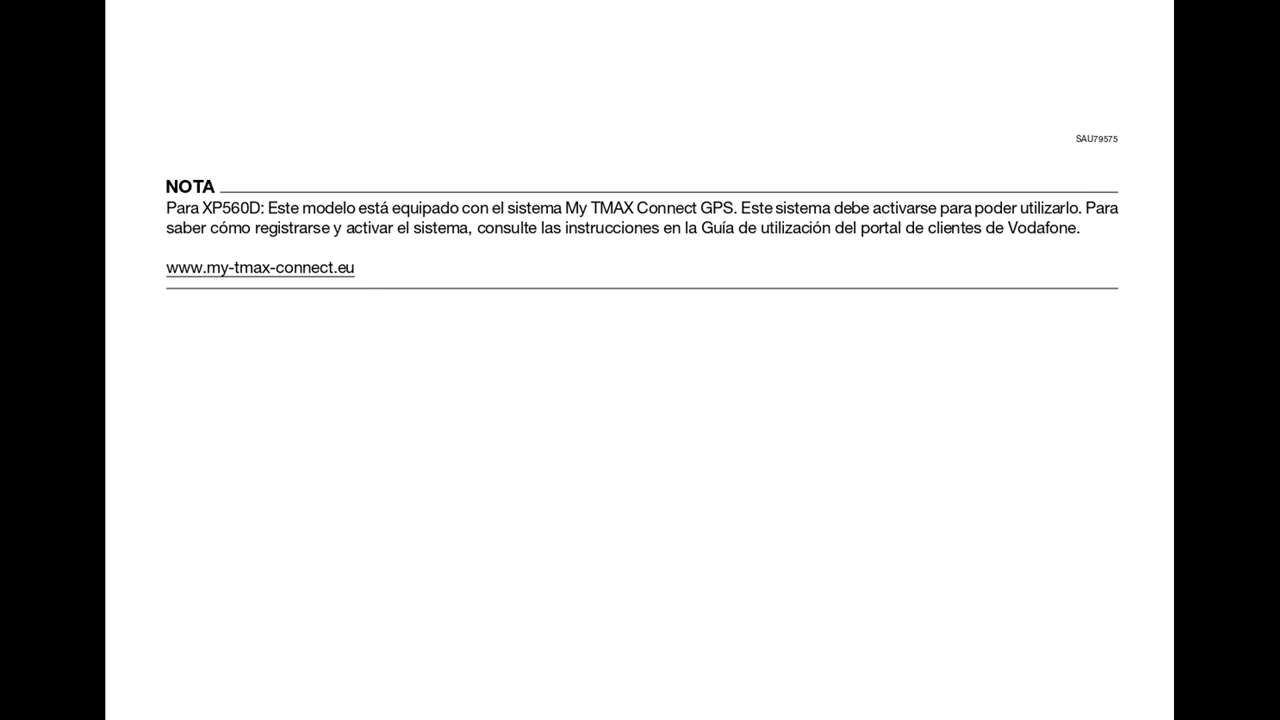 SAU79575
NOTA
Para XP560D: Este modelo está equipado con el sistema My TMAX Connect GPS. Este sistema debe activarse para poder utilizarlo. Para
saber cómo registrarse y activar el sistema, consulte las instrucciones en la Guía de utilización del portal de clientes de Vodafone.
www.my-tmax-connect.eu